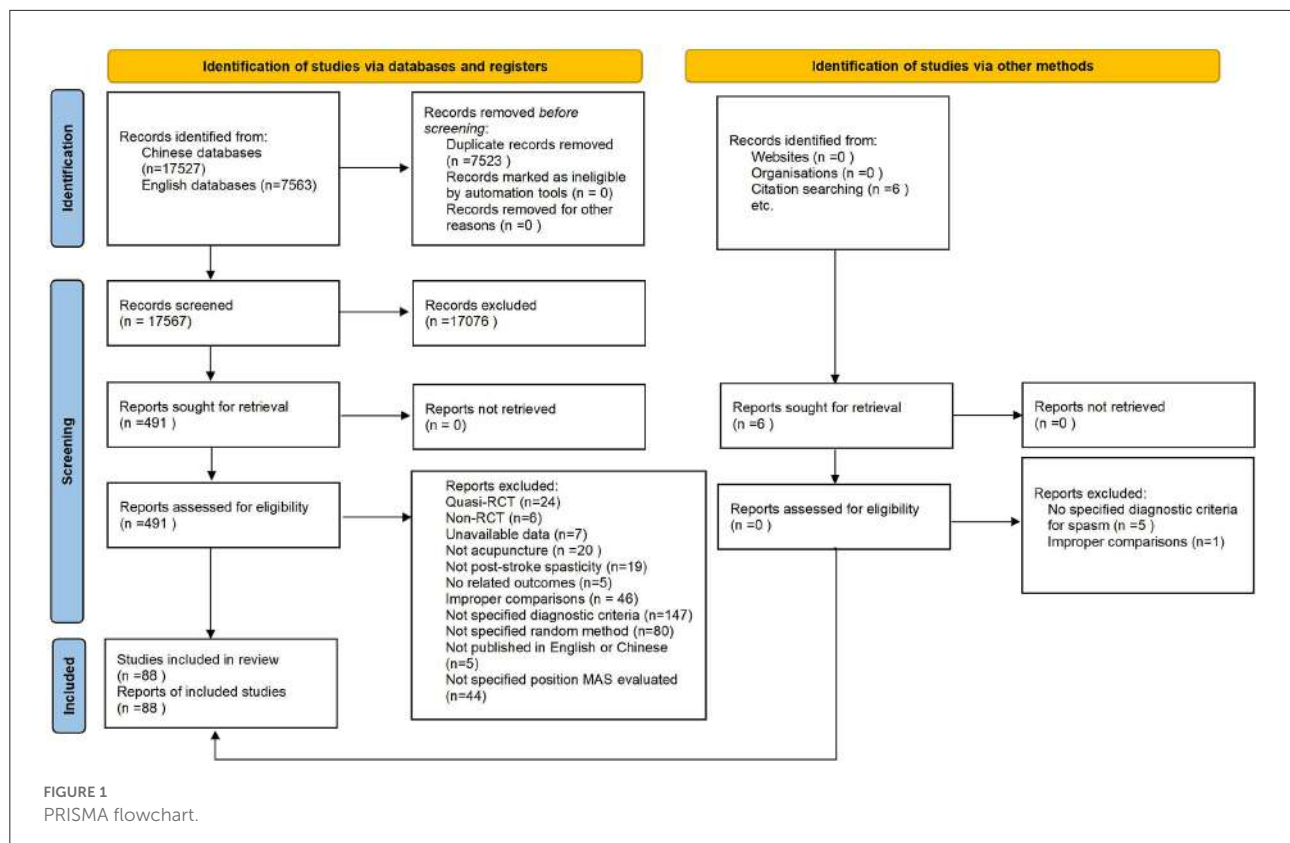 Identification of studies via databases and registers
Identification of studies via other methods
Identification
Records identified from:
Chinese databases
(n=17527)
English databases (n=7563)
Records removed before
screening:
Duplicate records removed
(n =7523 )
Records marked as ineligible
by automation tools (n = 0)
Records removed for other
reasons (n =0 )
Records identified from:
Websites (n =0 )
Organisations (n =0 )
Citation searching (n =6 )
etc.
Screening
Records screened
(n = 17567)
Records excluded
(n =17076 )
Reports sought for retrieval
(n =491 )
Reports not retrieved
(n = 0)
Reports sought for retrieval
(n =6 )
Reports not retrieved
(n =0 )
Reports assessed for eligibility
(n =491 )
Reports excluded:
Quasi-RCT (n=24)
Non-RCT (n=6)
Unavailable data (n=7)
Not acupuncture (n =20 )
Not post-stroke spasticity (n=19)
No related outcomes (n=5)
Improper comparisons (n = 46)
Not specified diagnostic criteria (n=147)
Not specified random method (n=80)
Not published in English or Chinese
(n=5)
Not specified position MAS evaluated
(n=44)
Reports assessed for eligibility
(n =0 )
Reports excluded:
No specified diagnostic criteria
for spasm (n =5 )
Improper comparisons (n=1)
Included
Studies included in review
(n =88 )
Reports of included studies
(n =88 )
FIGURE 1
PRISMA flowchart.